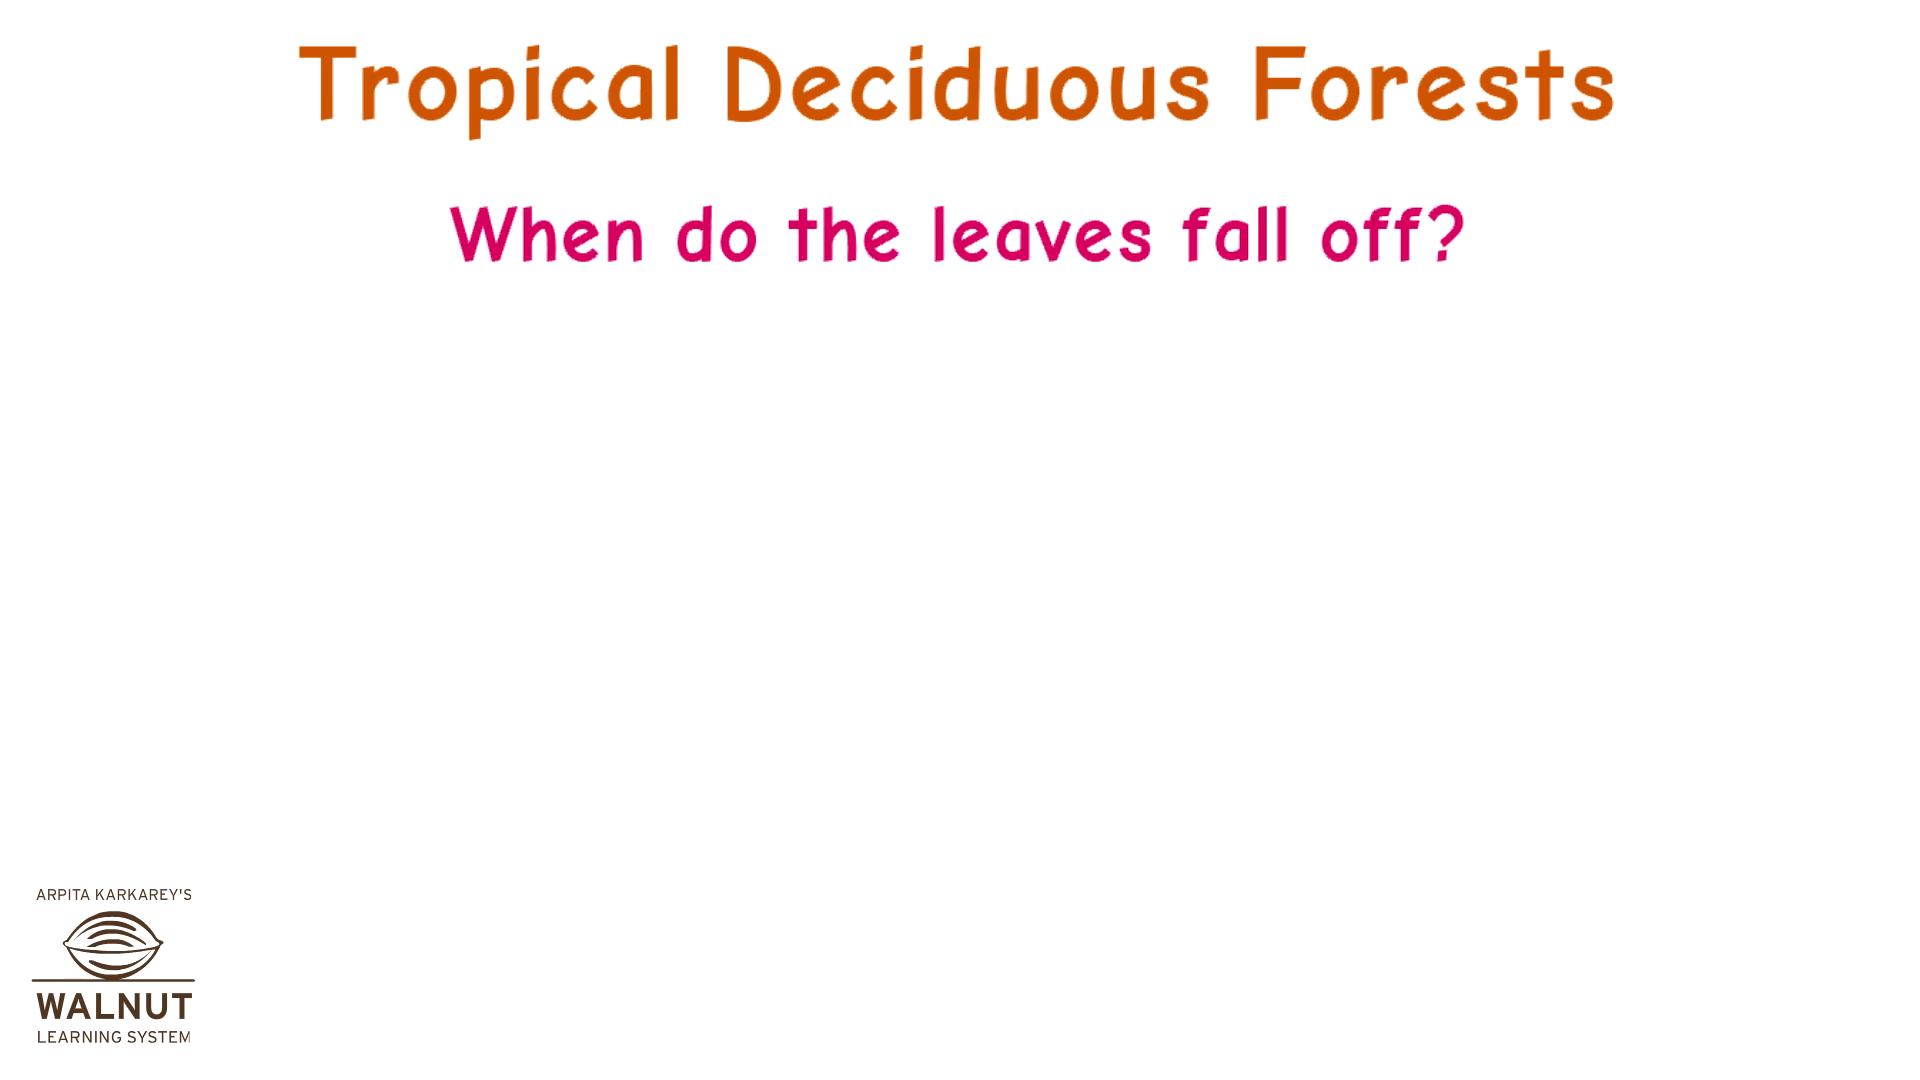 Tropical Deciduous Forests
When do the leaves fall off?
ARPITA KARKAREY'S
WALNUT
LEARNING SYSTEM